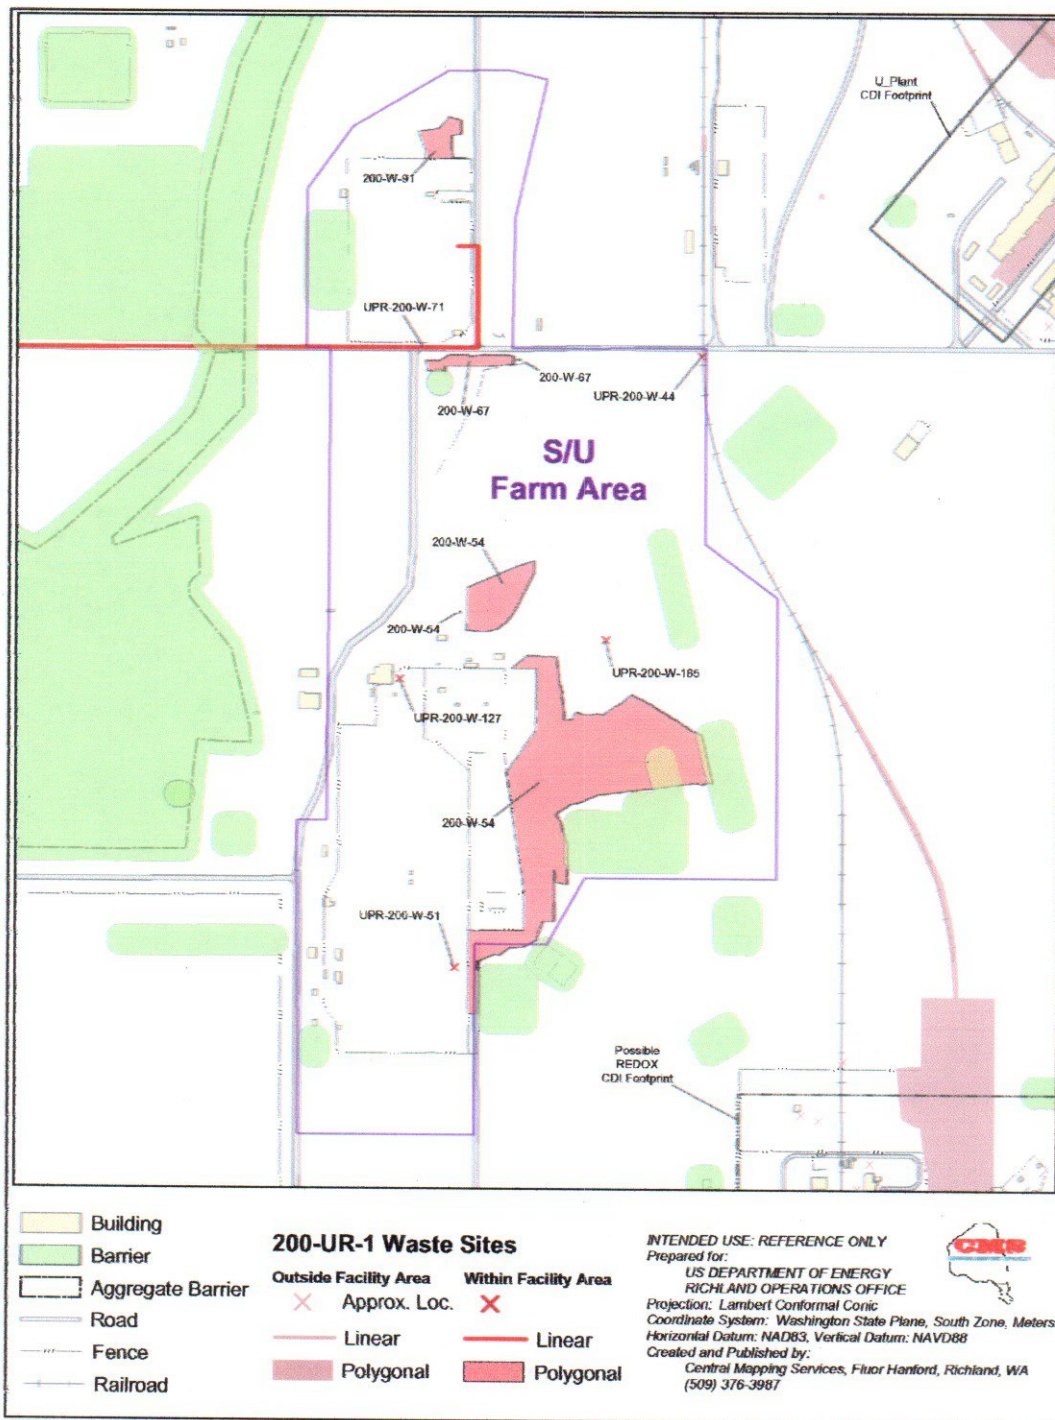 U_Plant
CDI Footprint
200-W-91
UPR-200-W-71
200-W-67
UPR-200-W-44
200-W-67
S/U
Farm Area
200-W-54
200-W-54
UPR-200-W-185
UPR-200-W-127
200-W-54
UPR-200-W-51
Possible
REDOX
CDI Footprint
Building
Barrier
Aggregate Barrier
Road
Fence
Railroad
200-UR-1 Waste Sites
Outside Facility Area Within Facility Area
Approx. Loc.
Linear Linear
Polygonal Polygonal
INTENDED USE: REFERENCE ONLY
Prepared for:
US DEPARTMENT OF ENERGY
RICHLAND OPERATIONS OFFICE
Projection: Lambert Conformal Conic
Coordinate System: Washington State Plane, South Zone, Meters
Horizontal Datum: NAD83, Vertical Datum: NAVD88
Created and Published by:
Central Mapping Services, Fluor Hanford, Richland, WA
(509) 376-3987
CMS